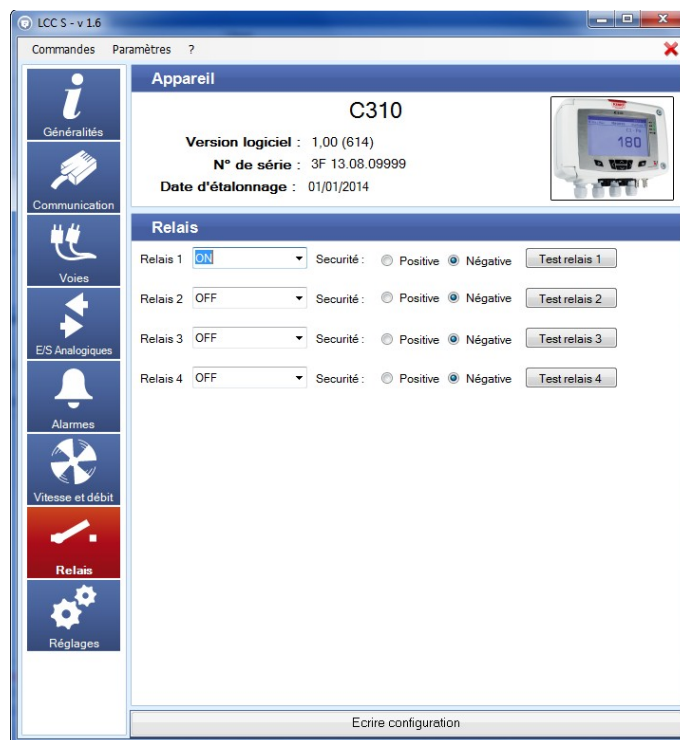 LCC S - v 1.6
Commandes Paramètres ?
Généralités
Communication
Voies
E/S Analogiques
Alarmes
Vitesse et débit
Relais
Réglages
Appareil
C310
Version logiciel : 1,00 (614)
N° de série : 3F 13.08.09999
Date d'étalonnage : 01/01/2014
180
Relais
Relais 1 ON Securité : Positive Négative Test relais 1
Relais 2 OFF Securité : Positive Négative Test relais 2
Relais 3 OFF Securité : Positive Négative Test relais 3
Relais 4 OFF Securité : Positive Négative Test relais 4
Ecrire configuration